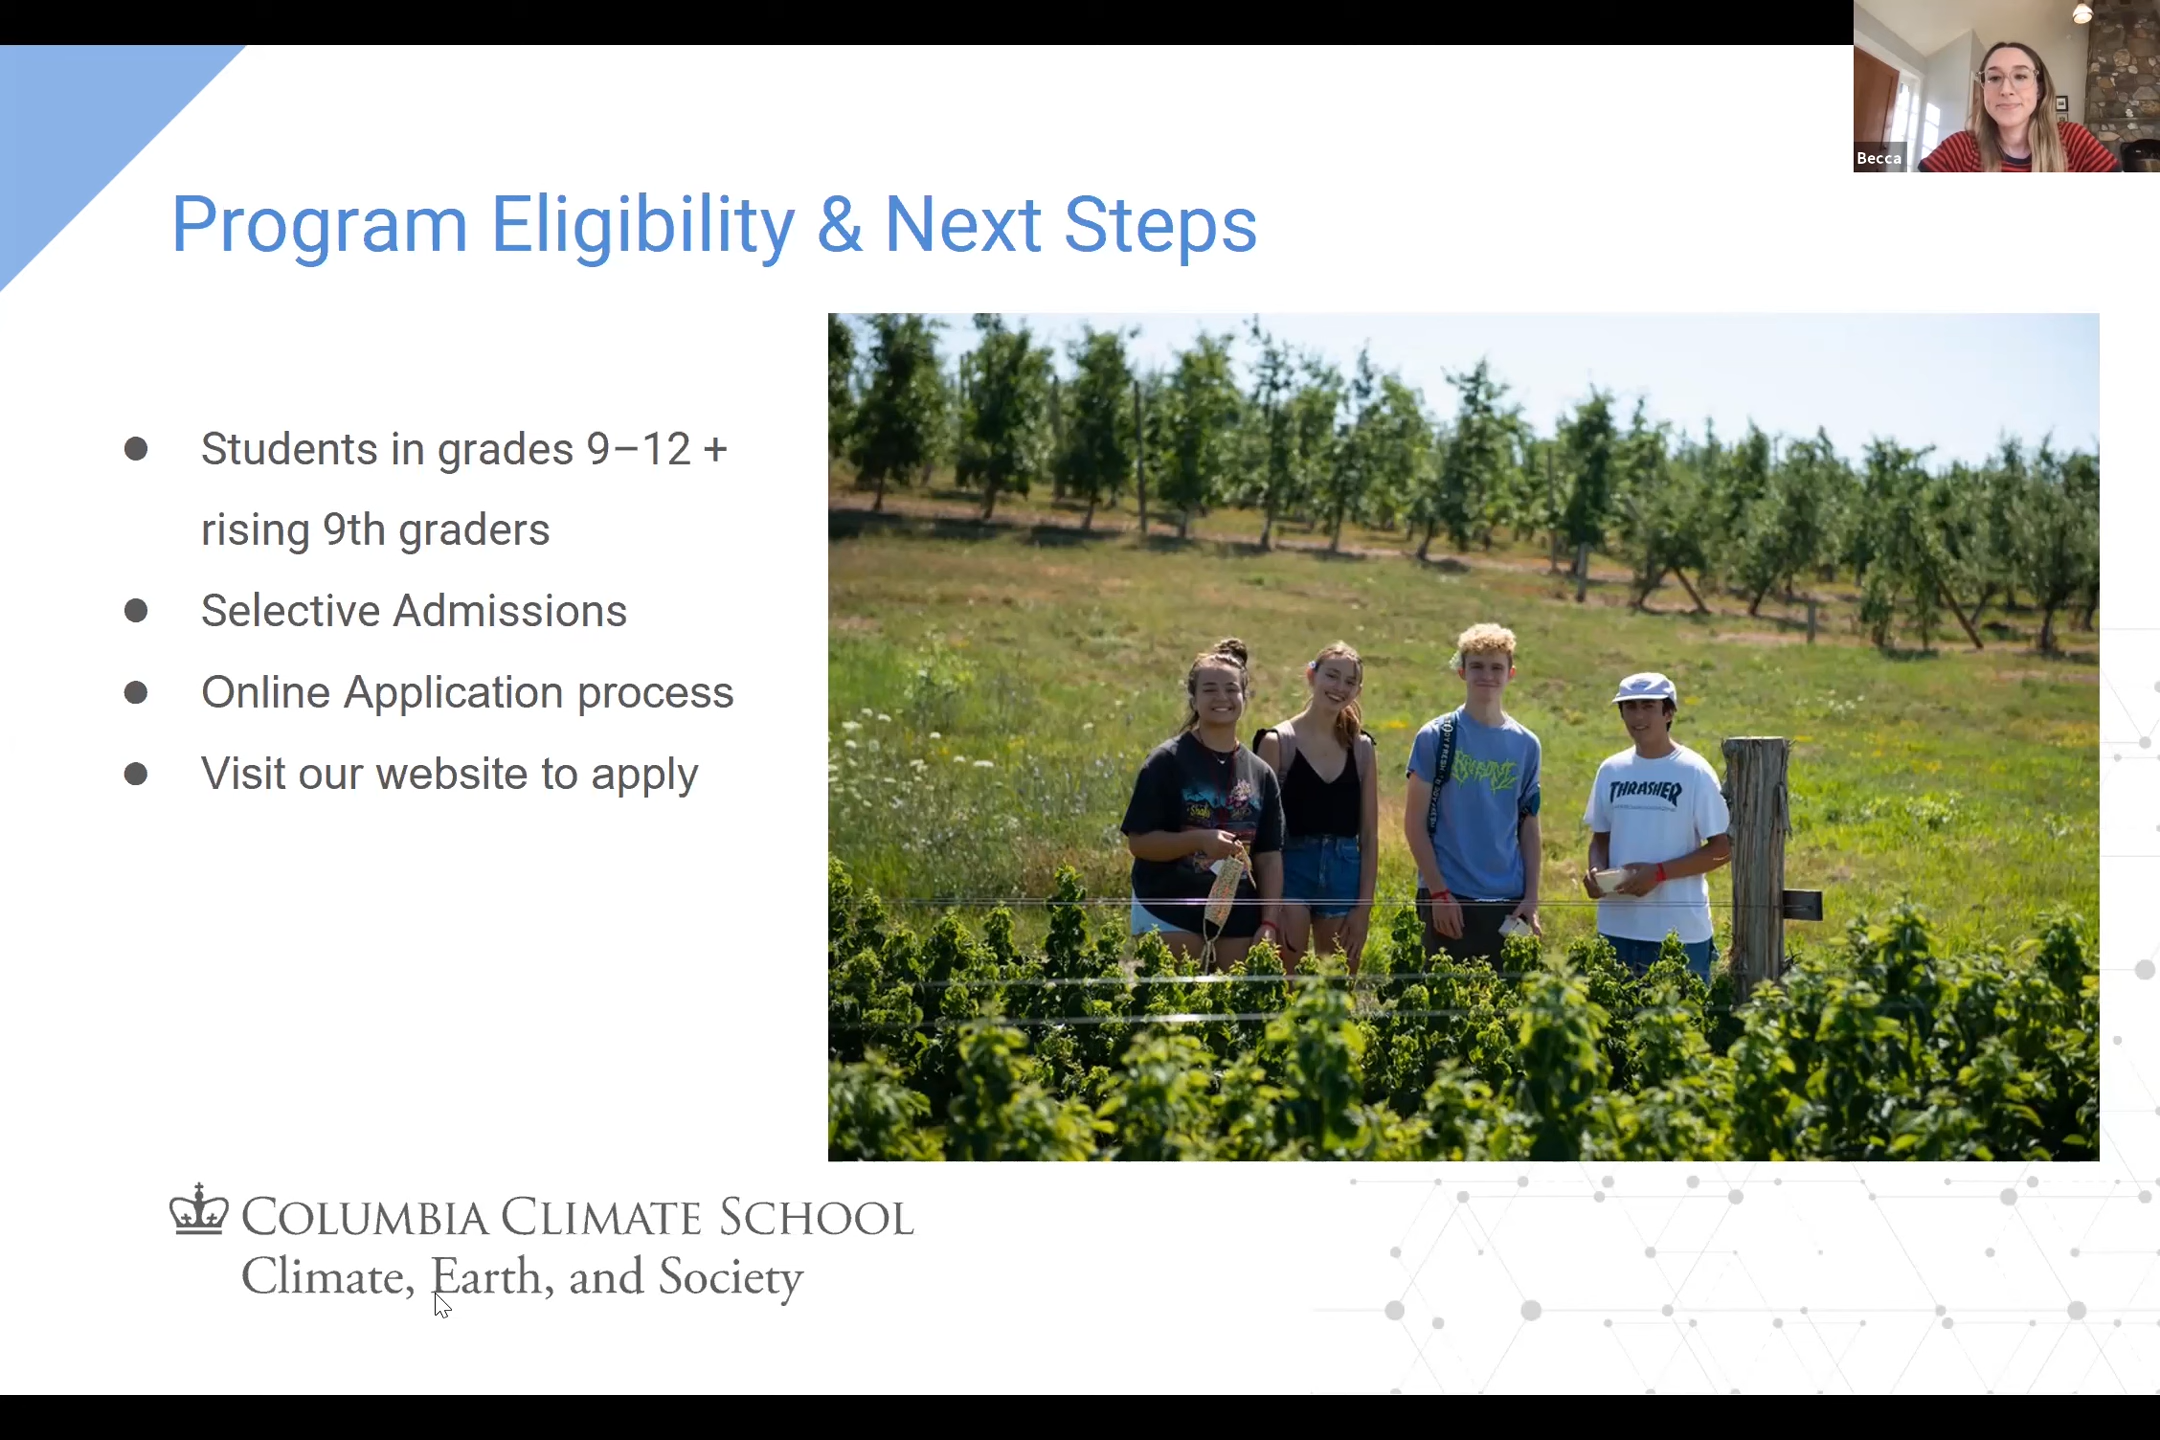 Becca
Program Eligibility & Next Steps
● Students in grades 9–12 +
rising 9th graders
● Selective Admissions
● Online Application process
● Visit our website to apply
THRASHER
COLUMBIA CLIMATE SCHOOL
Climate, Earth, and Society